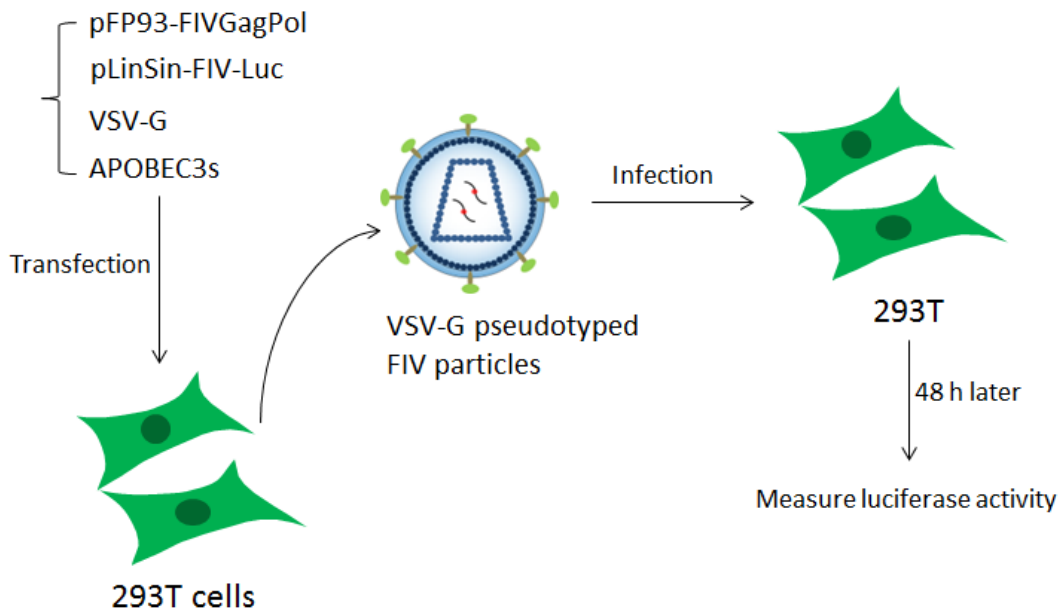 pFP93-FIVGagPol
pLinSin-FIV-Luc
VSV-G
APOBEC3s
Transfection
293T cells
VSV-G pseudotyped
FIV particles
Infection
293T
48 h later
Measure luciferase activity